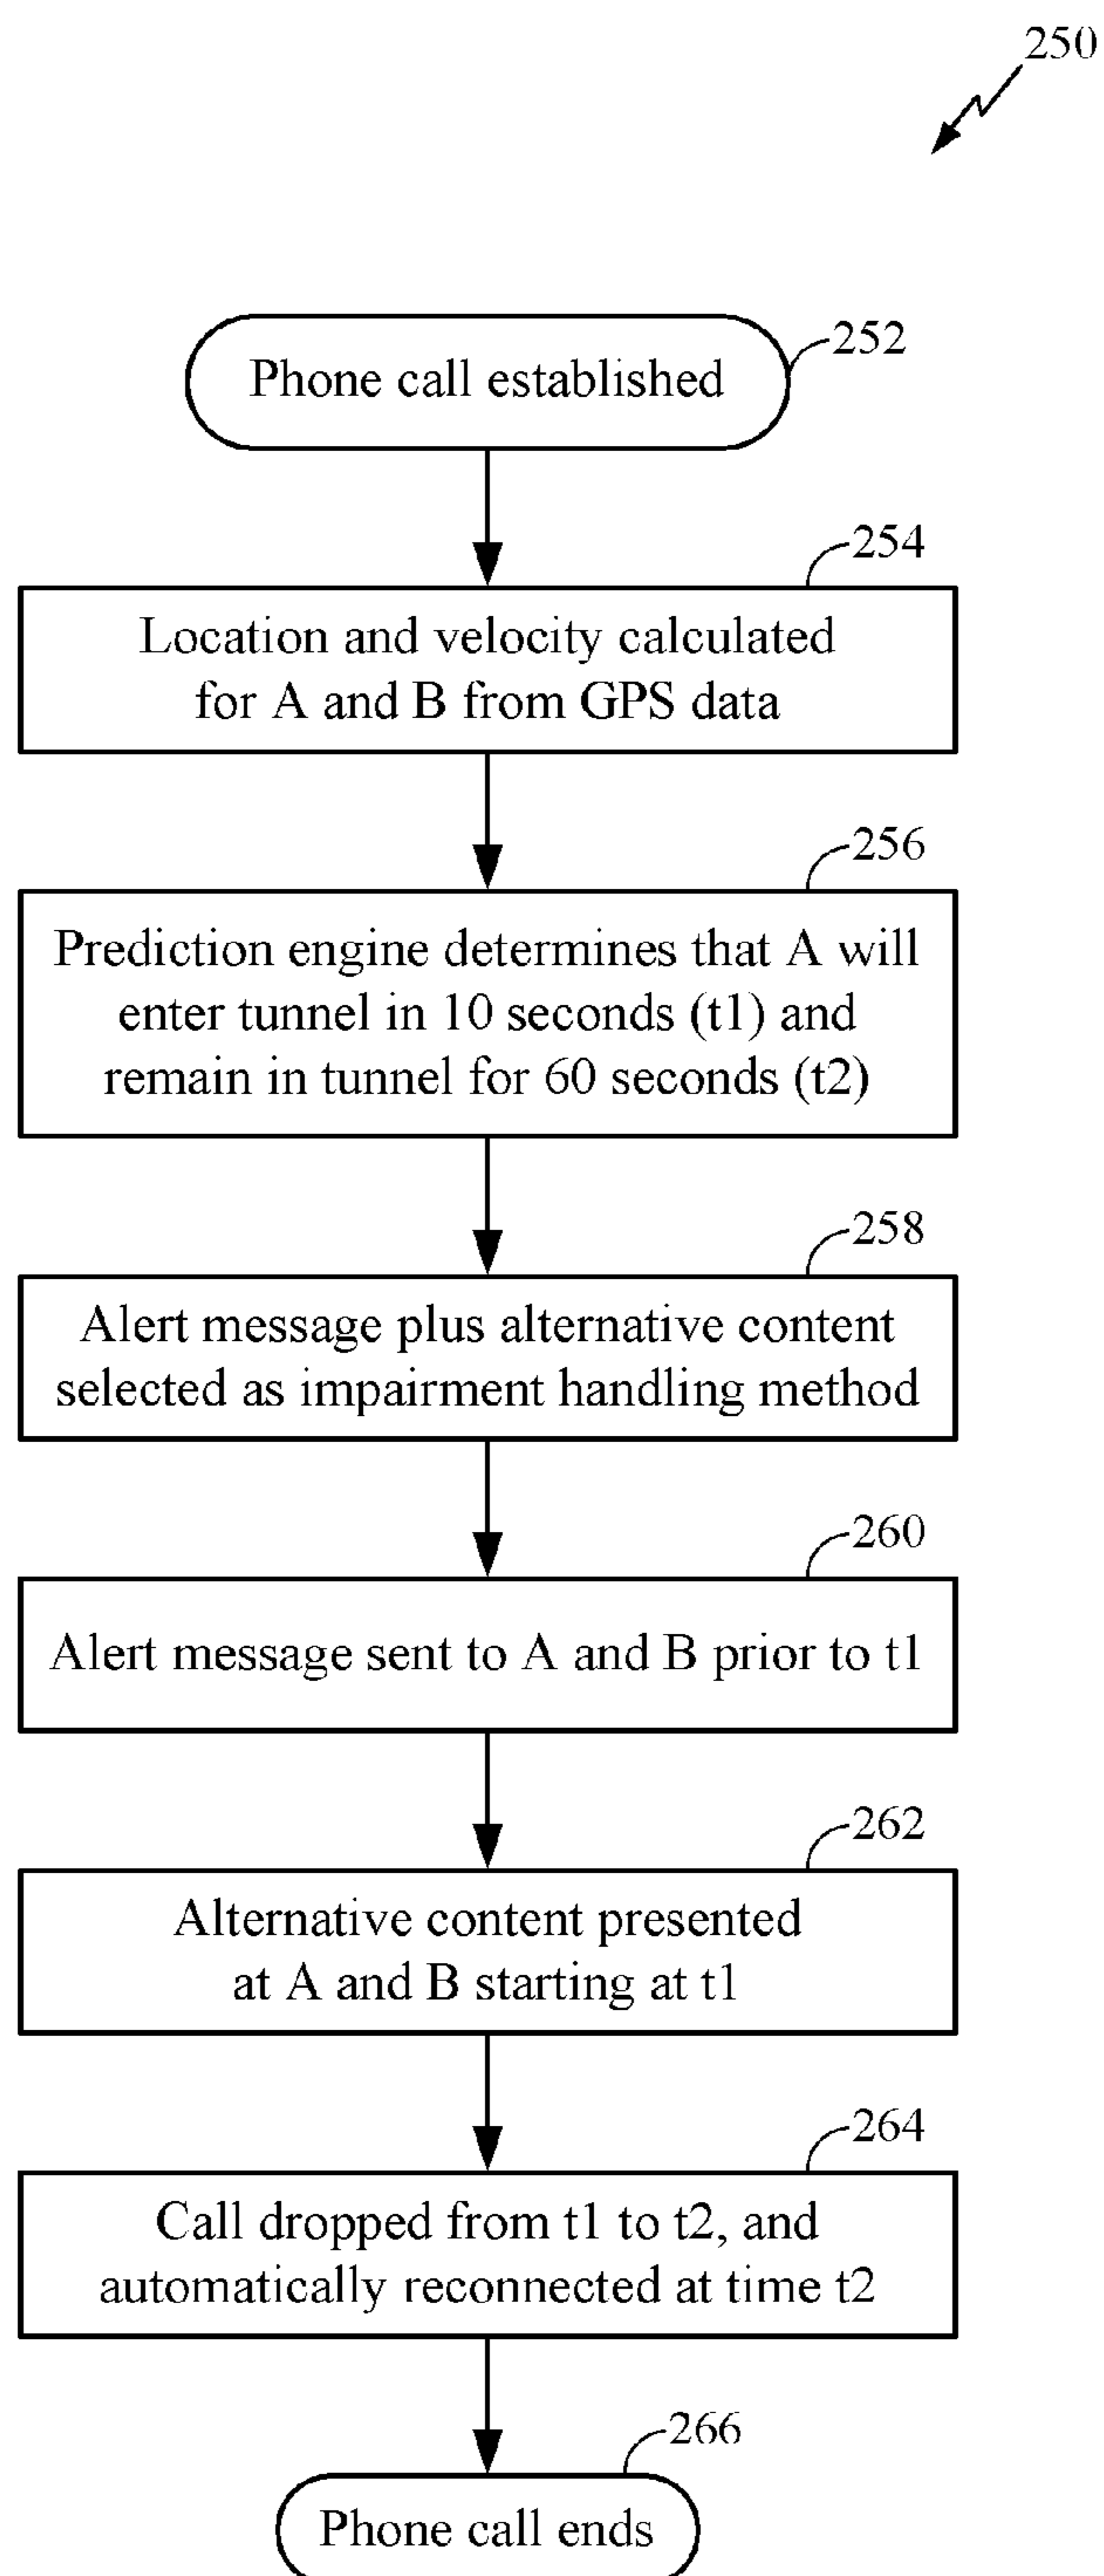 250
Phone call established
252
254
Location and velocity calculated
for A and B from GPS data
256
Prediction engine determines that A will
enter tunnel in 10 seconds (t1) and
remain in tunnel for 60 seconds (t2)
258
Alert message plus alternative content
selected as impairment handling method
260
Alert message sent to A and B prior to t1
262
Alternative content presented
at A and B starting at t1
264
Call dropped from t1 to t2, and
automatically reconnected at time t2
266
Phone call ends